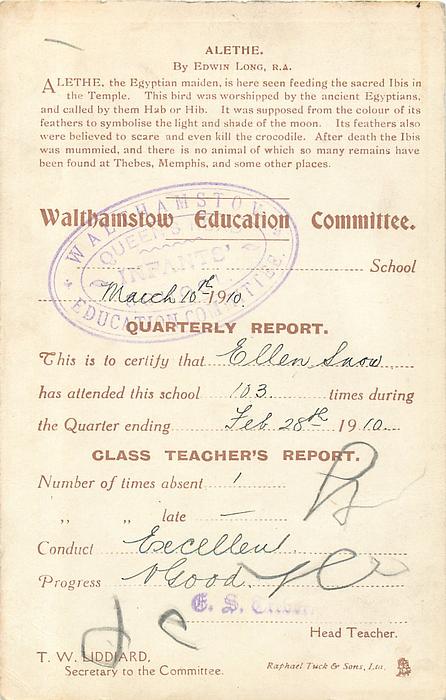 ALETHE.
By Edwin Long, R.A.
ALETHE, the Egyptian maiden, is here seen feeding the sacred Ibis in
the Temple. This bird was worshipped by the ancient Egyptians,
and called by them Hab or Hib. It was supposed from the colour of its
feathers to symbolise the light and shade of the moon. Its feathers also
were believed to scare and even kill the crocodile. After death the Ibis
was mummied, and there is no animal of which so many remains have
been found at Thebes, Memphis, and some other places.
WALTHAMSTOW
Walthamstow Education Committee.
INFANTS'
School
EDUCATION COMMITTEE.
March 10th 1910.
QUARTERLY REPORT.
This is to certify that Ellen Snow
has attended this school 103 times during
the Quarter ending Feb. 28th 1910
CLASS TEACHER'S REPORT.
Number of times absent 1
,, ,, late —
Conduct Excellent.
Progress V Good.
E. S.
Head Teacher.
T. W. LIDDIARD,
Secretary to the Committee.
Raphael Tuck & Sons, Ltd.